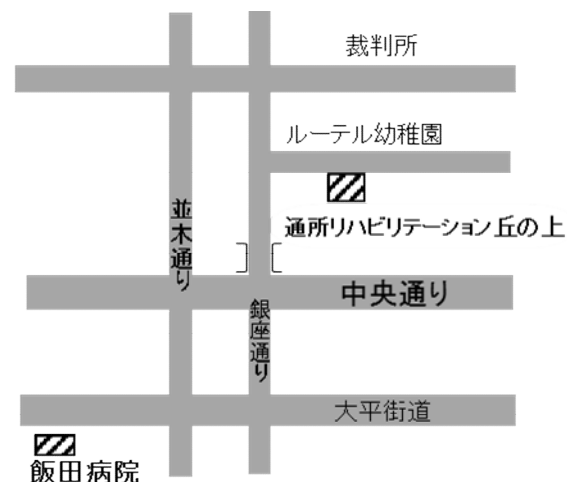 裁判所
ルーテル幼稚園
通所リハビリテーション丘の上
並木通り
中央通り
銀座通り
大平街道
飯田病院